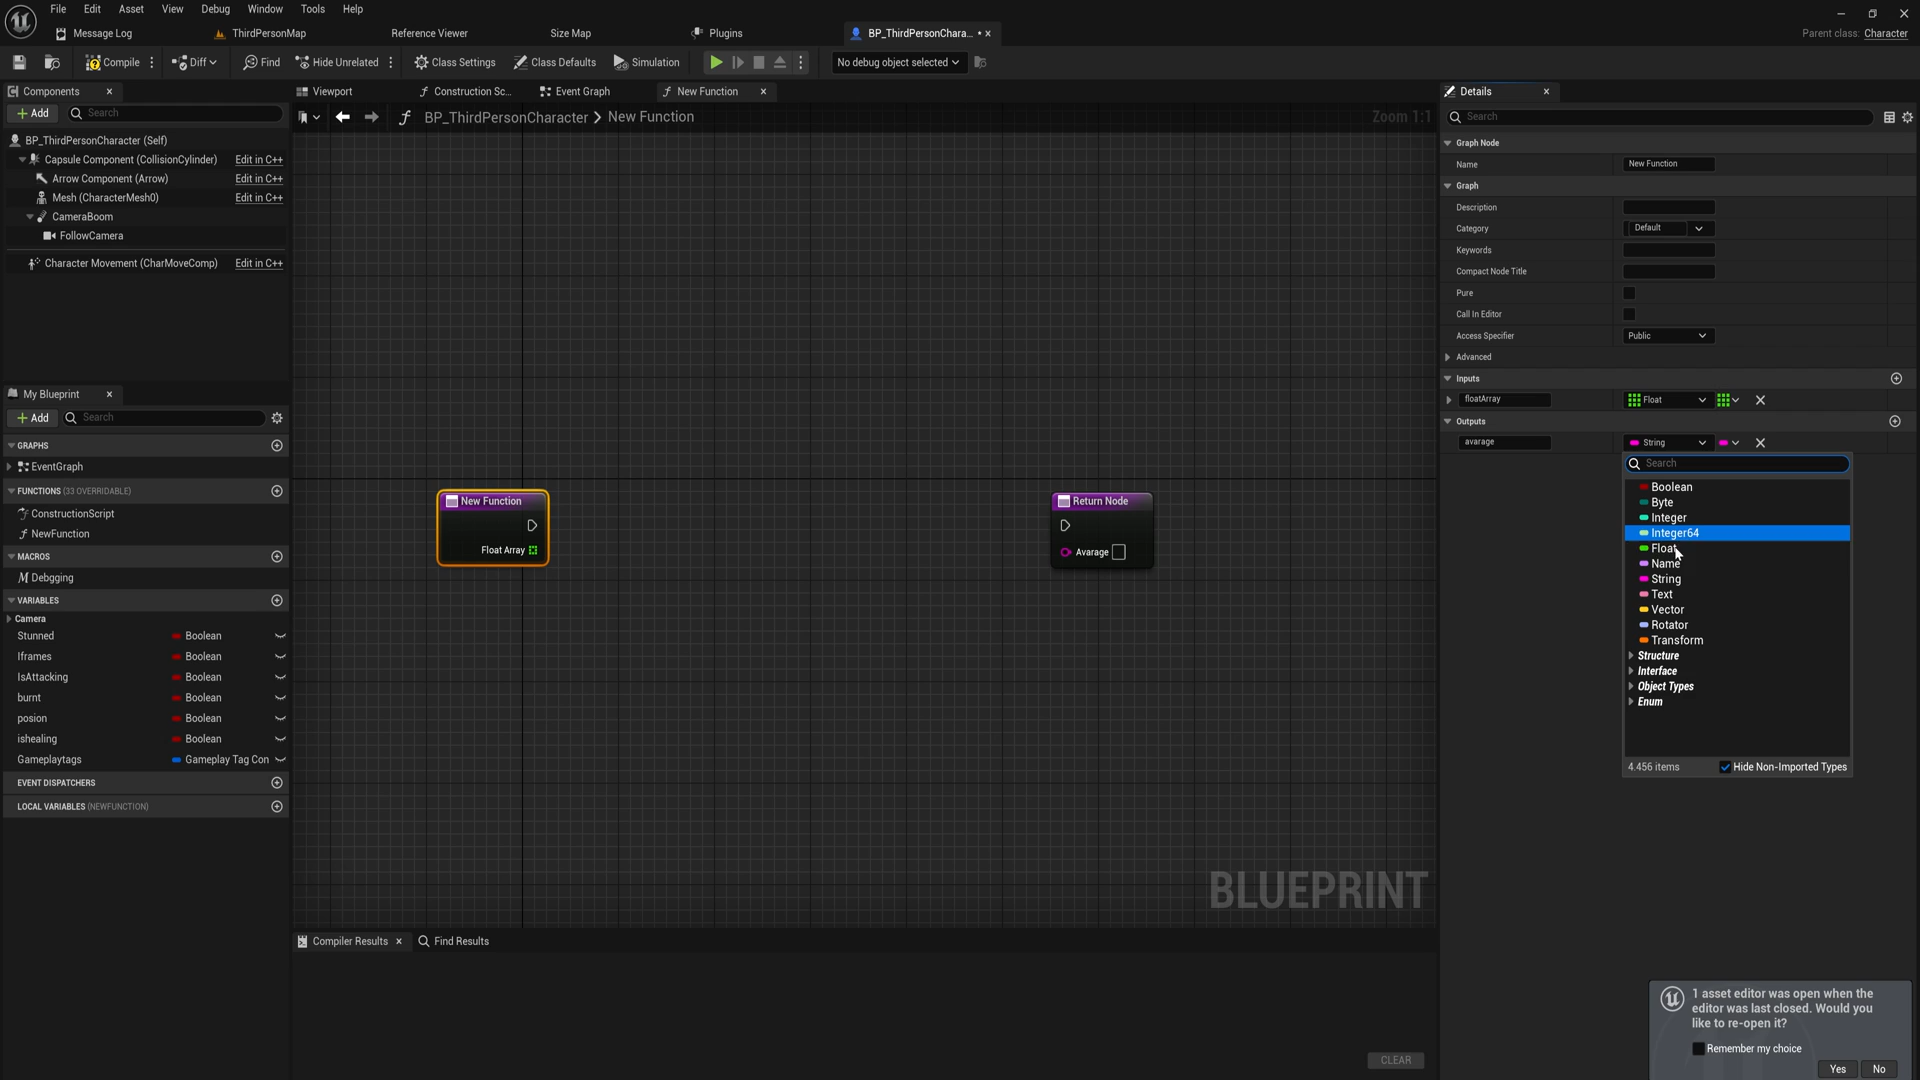 File Edit Asset View Debug Window Tools Help
Message Log ThirdPersonMap Reference Viewer Size Map Plugins BP_ThirdPersonChara... •
Parent class: Character
Compile Diff Find Hide Unrelated Class Settings Class Defaults Simulation No debug object selected
Components
Add Search
BP_ThirdPersonCharacter (Self)
Capsule Component (CollisionCylinder) Edit in C++
Arrow Component (Arrow) Edit in C++
Mesh (CharacterMesh0) Edit in C++
CameraBoom
FollowCamera
Character Movement (CharMoveComp) Edit in C++
My Blueprint
Add Search
GRAPHS
EventGraph
FUNCTIONS (33 OVERRIDABLE)
ConstructionScript
NewFunction
MACROS
Debgging
VARIABLES
Camera
Stunned Boolean
Iframes Boolean
IsAttacking Boolean
burnt Boolean
posion Boolean
ishealing Boolean
Gameplaytags Gameplay Tag Con
EVENT DISPATCHERS
LOCAL VARIABLES (NEWFUNCTION)
Viewport Construction Sc... Event Graph New Function
BP_ThirdPersonCharacter > New Function
Zoom 1:1
New Function
Float Array
Return Node
Avarage
BLUEPRINT
Compiler Results Find Results
CLEAR
Details
Search
Graph Node
Name New Function
Graph
Description
Category Default
Keywords
Compact Node Title
Pure
Call In Editor
Access Specifier Public
Advanced
Inputs
floatArray Float
Outputs
avarage String
Search
Boolean
Byte
Integer
Integer64
Float
Name
String
Text
Vector
Rotator
Transform
Structure
Interface
Object Types
Enum
4.456 items Hide Non-Imported Types
1 asset editor was open when the
editor was last closed. Would you
like to re-open it?
Remember my choice
Yes No